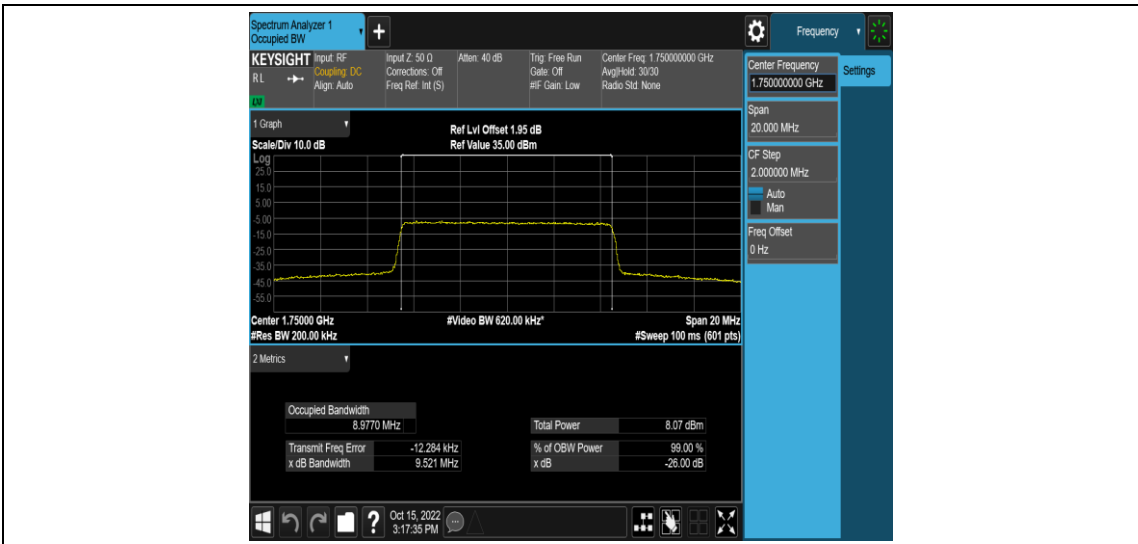 Spectrum Analyzer 1
Occupied BW
+
Frequency
KEYSIGHT
RL
LXI
Input: RF
Coupling: DC
Align: Auto
Input Z: 50 Ω
Corrections: Off
Freq Ref: Int (S)
Atten: 40 dB
Trig: Free Run
Gate: Off
#IF Gain: Low
Center Freq: 1.750000000 GHz
Avg|Hold: 30/30
Radio Std: None
Center Frequency
1.750000000 GHz
Settings
Span
20.000 MHz
CF Step
2.000000 MHz
Auto
Man
Freq Offset
0 Hz
1 Graph
Scale/Div 10.0 dB
Ref Lvl Offset 1.95 dB
Ref Value 35.00 dBm
Log
25.0
15.0
5.00
-5.00
-15.0
-25.0
-35.0
-45.0
-55.0
Center 1.75000 GHz
#Video BW 620.00 kHz*
Span 20 MHz
#Res BW 200.00 kHz
#Sweep 100 ms (601 pts)
2 Metrics
Occupied Bandwidth
8.9770 MHz
Total Power 8.07 dBm
Transmit Freq Error -12.284 kHz
% of OBW Power 99.00 %
x dB Bandwidth 9.521 MHz
x dB -26.00 dB
?
Oct 15, 2022
3:17:35 PM